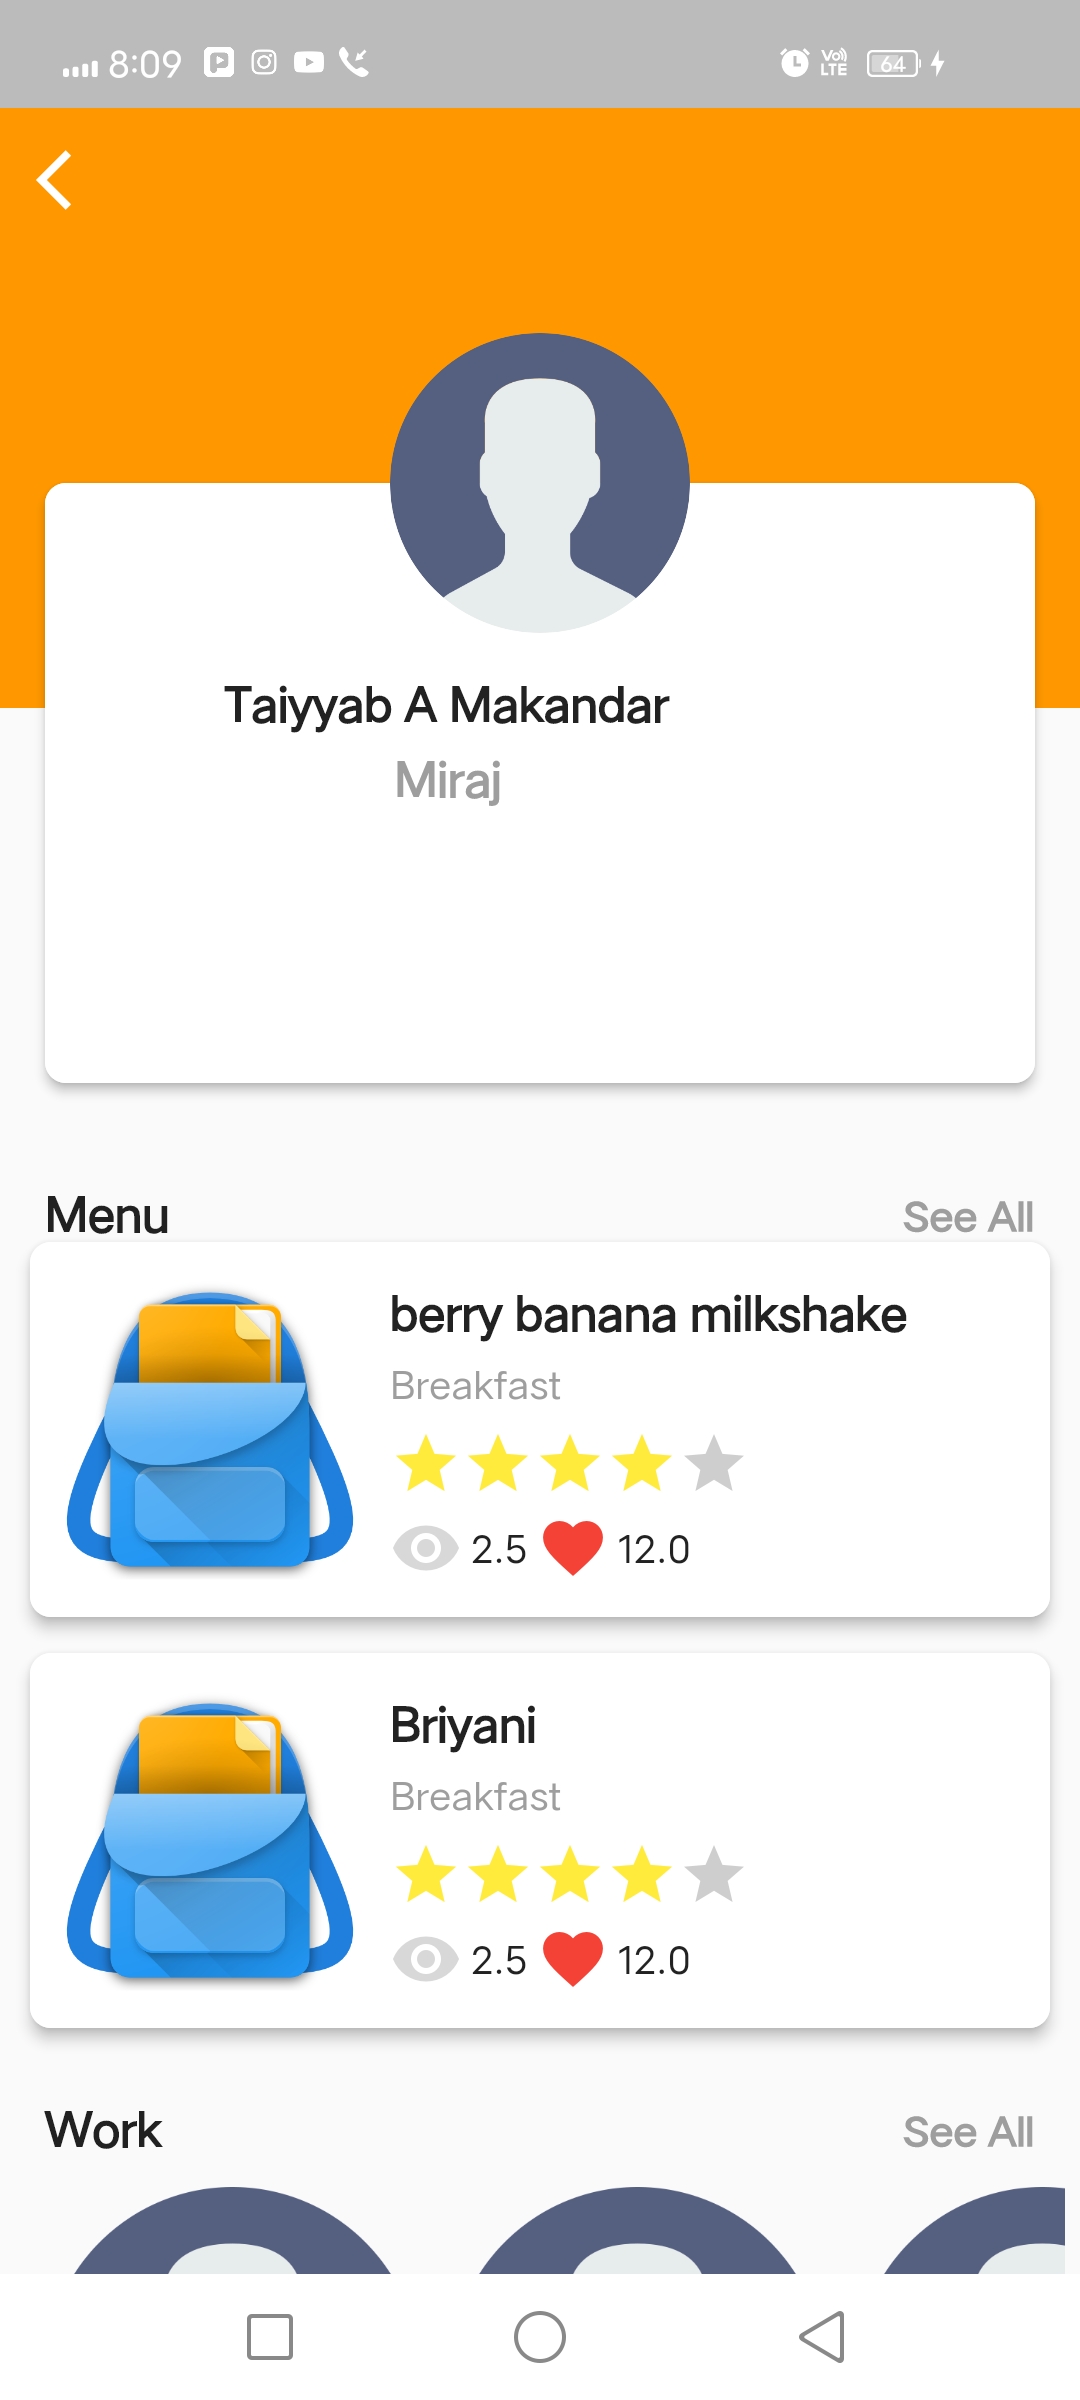 8:09
Vo) LTE
64
Taiyyab A Makandar
Miraj
Menu
See All
berry banana milkshake
Breakfast
2.5
12.0
Briyani
Breakfast
2.5
12.0
Work
See All